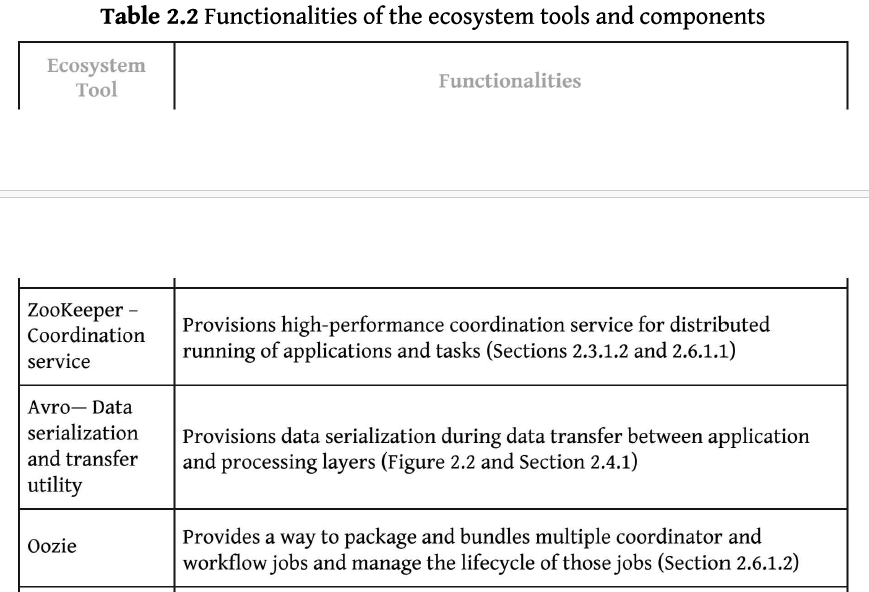 Table 2.2 Functionalities of the ecosystem tools and components
Ecosystem
Tool
Functionalities
ZooKeeper –
Coordination
service
Provisions high-performance coordination service for distributed
running of applications and tasks (Sections 2.3.1.2 and 2.6.1.1)
Avro— Data
serialization
and transfer
utility
Provisions data serialization during data transfer between application
and processing layers (Figure 2.2 and Section 2.4.1)
Oozie
Provides a way to package and bundles multiple coordinator and
workflow jobs and manage the lifecycle of those jobs (Section 2.6.1.2)